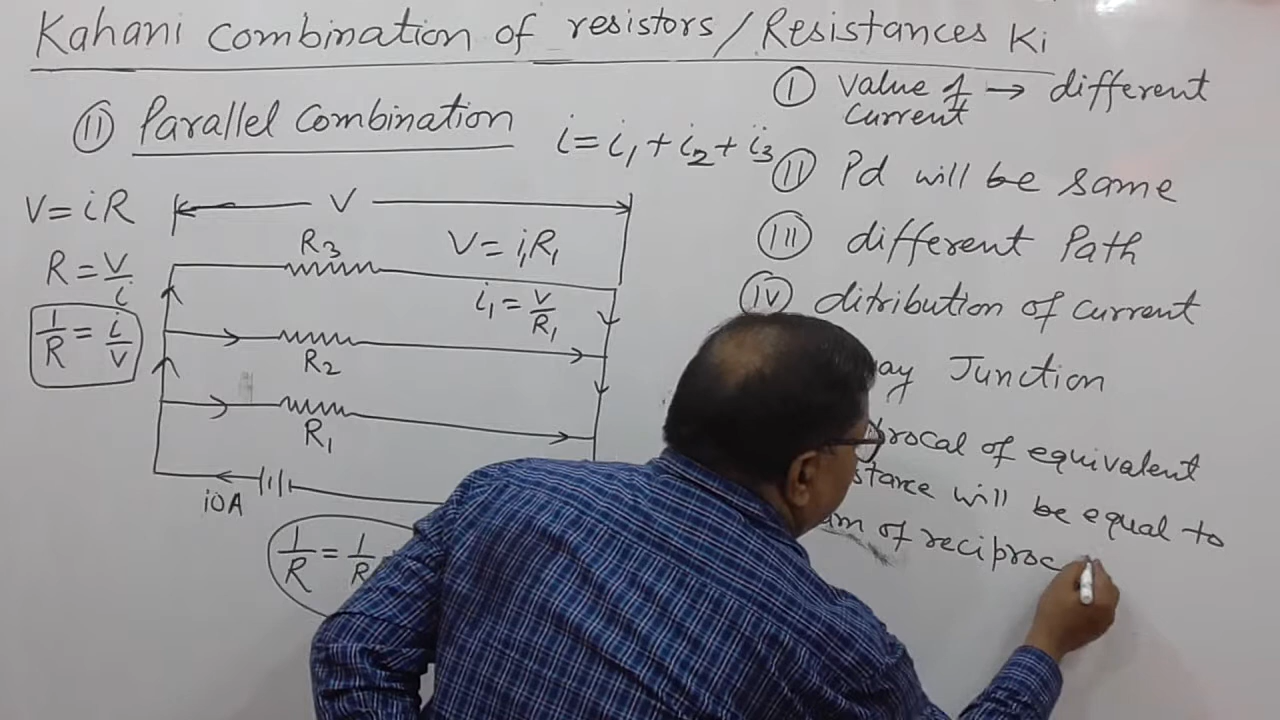 Kahani Combination of resistors / Resistances Ki
(II) Parallel Combination
i = i₁ + i₂ + i₃
V = iR
R = V/i
1/R = i/V
V
R₃
V = i₁R₁
i₁ = V/R₁
R₂
R₁
10A
1/R = 1/R
(I) value of → different
current
(II) Pd will be same
(III) different Path
(IV) ditribution of current
Junction
of equivalent
will be equal to
of reciproc